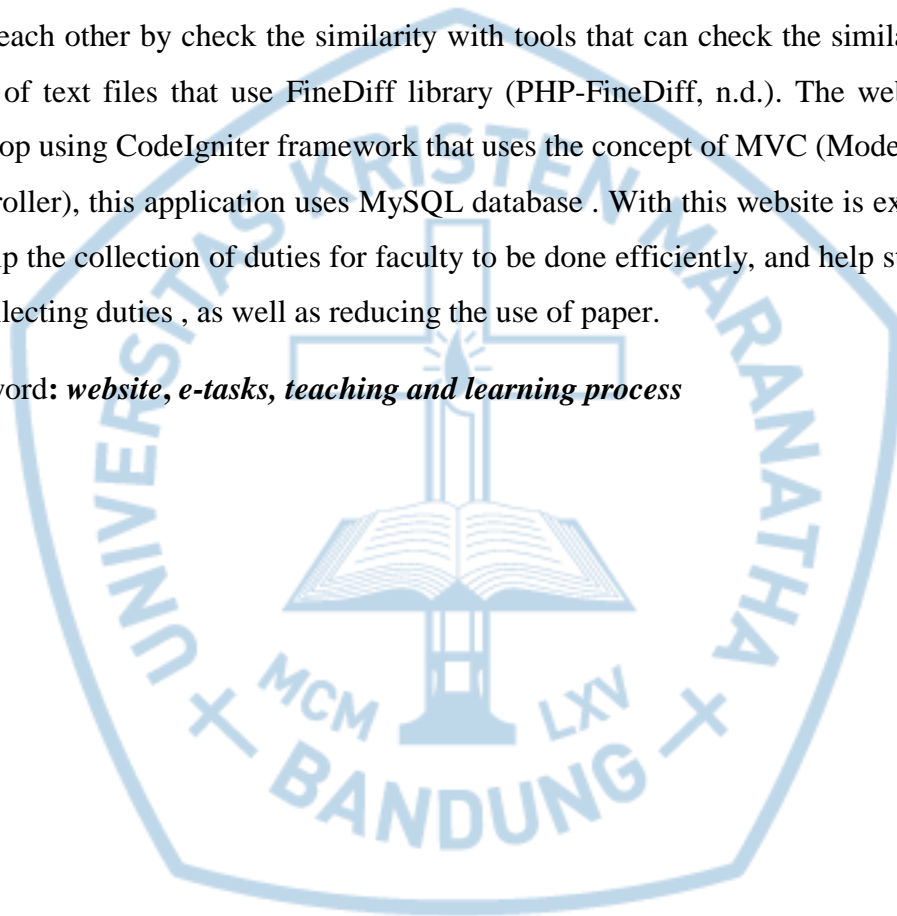 each other by check the similarity with tools that can check the simila
of text files that use FineDiff library (PHP-FineDiff, n.d.). The web
op using CodeIgniter framework that uses the concept of MVC (Mode
roller), this application uses MySQL database . With this website is ex
p the collection of duties for faculty to be done efficiently, and help s
llecting duties , as well as reducing the use of paper.
word: website, e-tasks, teaching and learning process
UNIVERSITAS KRISTEN MARANATHA
MCM LXV
BANDUNG